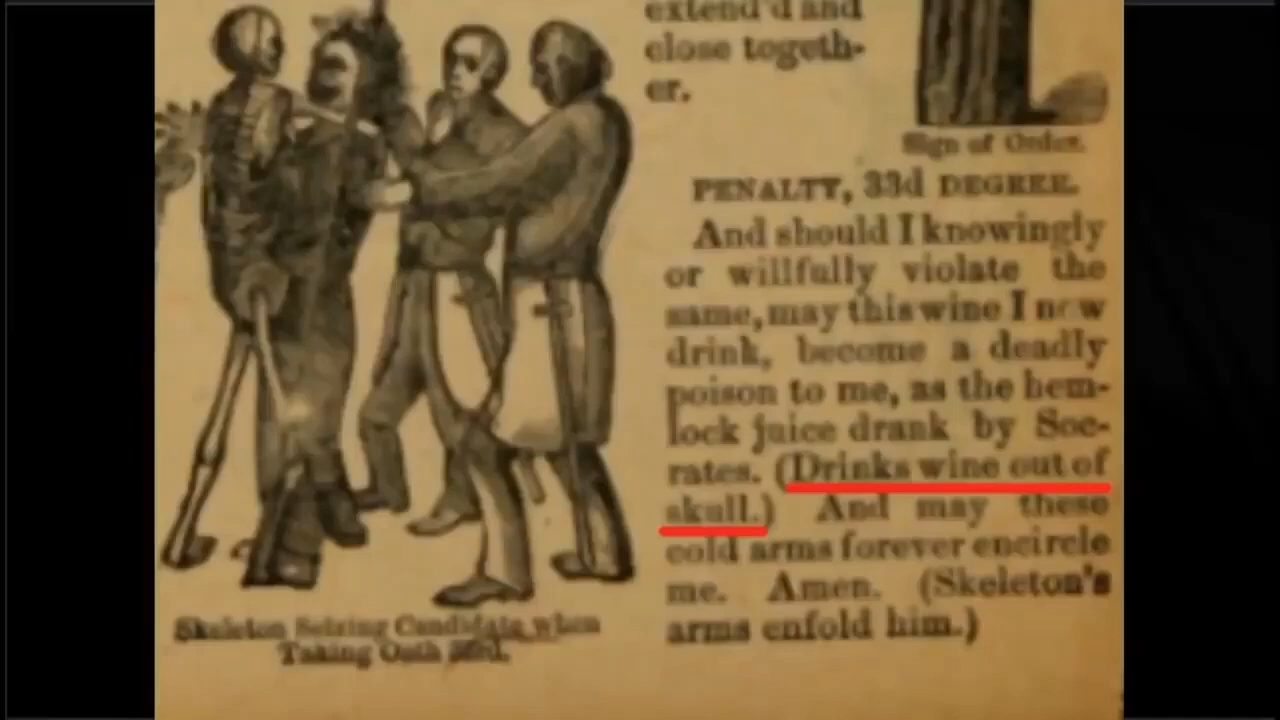 extend'd and
close togeth-
er.
Sign of Order.
PENALTY, 33d DEGREE.
And should I knowingly
or willfully violate the
same, may this wine I now
drink, become a deadly
poison to me, as the hem-
lock juice drank by Soc-
rates. (Drinks wine out of
skull.) And may these
cold arms forever encircle
me. Amen. (Skeleton's
arms enfold him.)
Skeleton Seizing Candidate when
Taking Oath 33d.